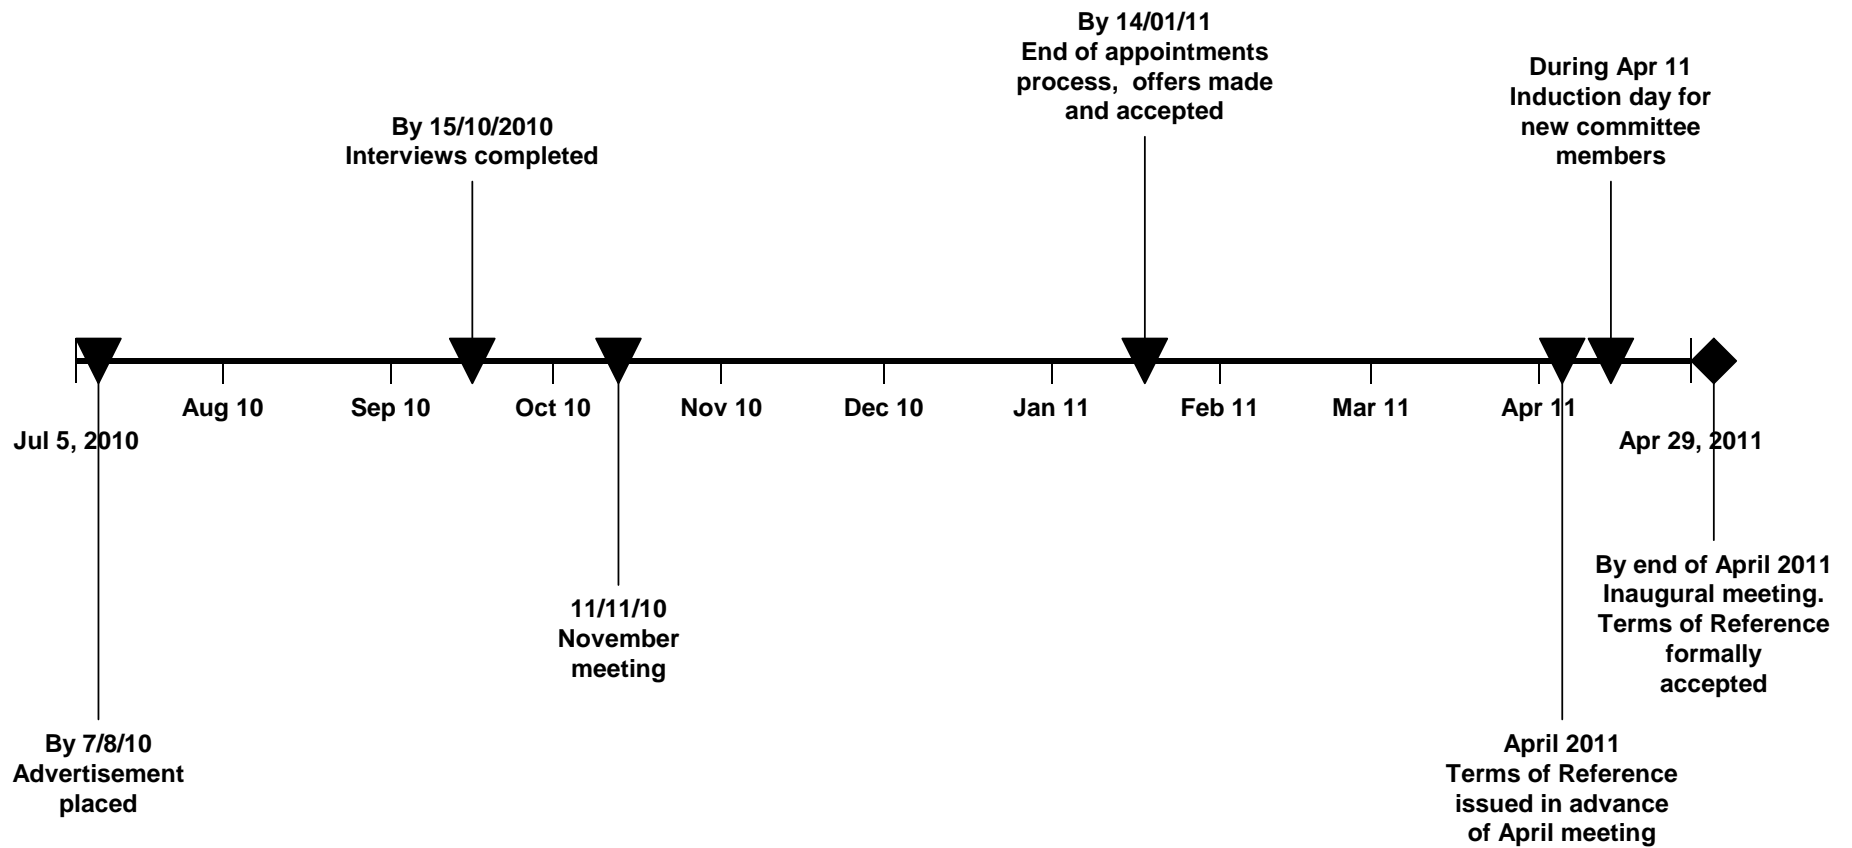 By 14/01/11
End of appointments
process,  offers made
and accepted
During Apr 11
Induction day for
new committee
members
By 15/10/2010
Interviews completed
Aug 10
Sep 10
Oct 10
Nov 10
Dec 10
Jan 11
Feb 11
Mar 11
Apr 11
Jul 5, 2010
Apr 29, 2011
By end of April 2011
Inaugural meeting.
Terms of Reference
formally
accepted
11/11/10
November
meeting
By 7/8/10
Advertisement
placed
April 2011
Terms of Reference
issued in advance
of April meeting